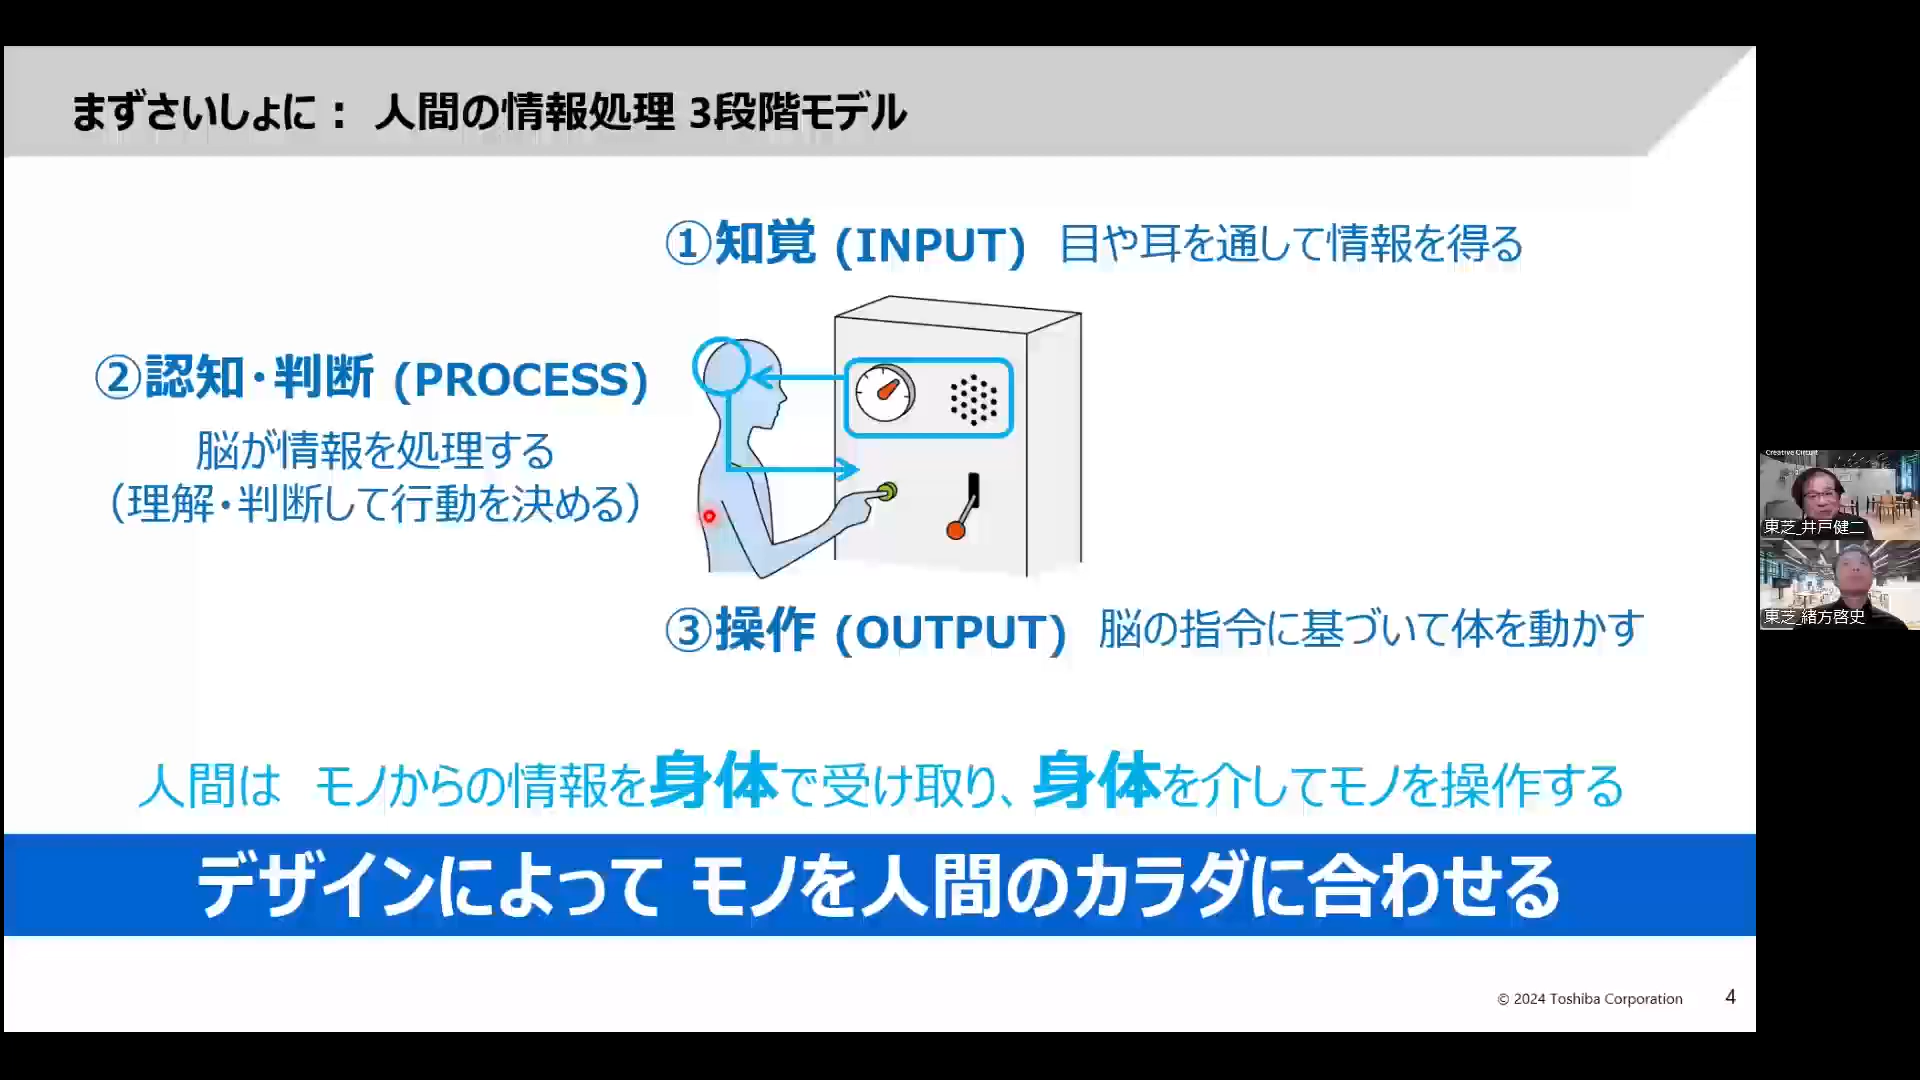 まずさいしょに： 人間の情報処理 3段階モデル
①知覚 (INPUT) 目や耳を通して情報を得る
②認知・判断 (PROCESS)
脳が情報を処理する
（理解・判断して行動を決める）
③操作 (OUTPUT) 脳の指令に基づいて体を動かす
人間は モノからの情報を身体で受け取り、身体を介してモノを操作する
デザインによって モノを人間のカラダに合わせる
© 2024 Toshiba Corporation 4
Creative Circuit
東芝_井戸健二
東芝_緒方啓史